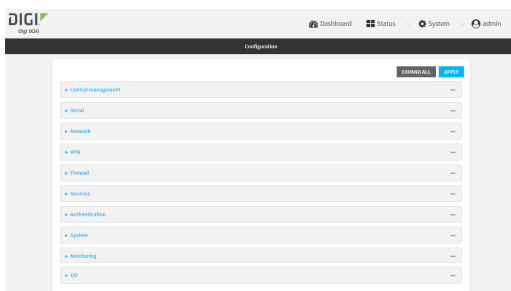 DIGI
Digi IX20
Dashboard Status System admin
Configuration
EXPAND ALL APPLY
Central management
Serial
Network
VPN
Firewall
Services
Authentication
System
Monitoring
I/O